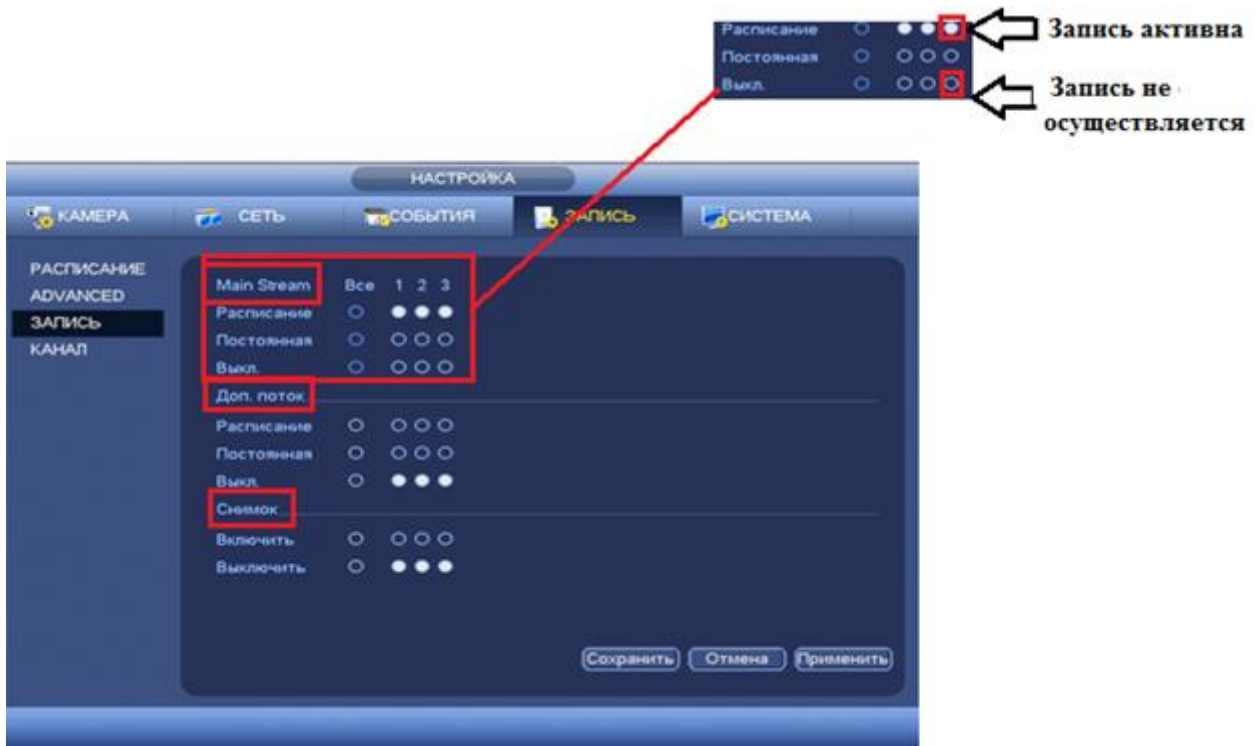 Расписание
Постоянная
Выкл.
Запись активна
Запись не
осуществляется
НАСТРОЙКА
КАМЕРА СЕТЬ СОБЫТИЯ ЗАПИСЬ СИСТЕМА
РАСПИСАНИЕ
ADVANCED
ЗАПИСЬ
КАНАЛ
Main Stream Все 1 2 3
Расписание
Постоянная
Выкл.
Доп. поток
Расписание
Постоянная
Выкл.
Снимок
Включить
Выключить
Сохранить Отмена Применить